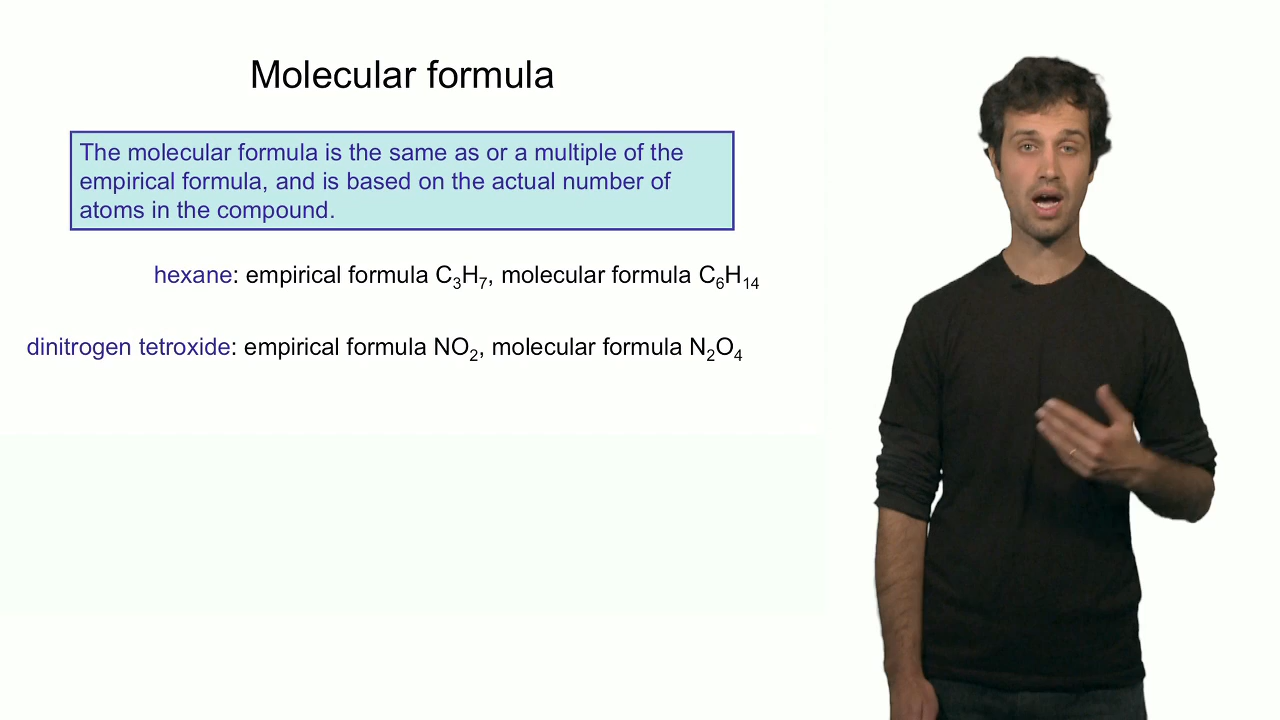 Molecular formula
The molecular formula is the same as or a multiple of the
empirical formula, and is based on the actual number of
atoms in the compound.
hexane: empirical formula C₃H₇, molecular formula C₆H₁₄
dinitrogen tetroxide: empirical formula NO₂, molecular formula N₂O₄